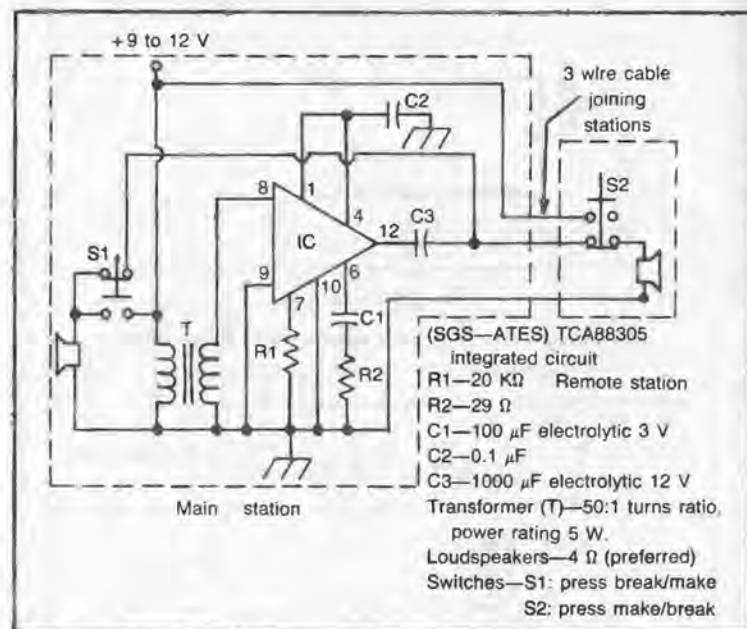 +9 to 12 V
3 wire cable
joining
stations
C2
S2
8
1
4
S1
12
C3
IC
9
6
10
7
C1
T
R1
R2
(SGS—ATES) TCA88305
integrated circuit
R1—20 KΩ Remote station
R2—29 Ω
C1—100 μF electrolytic 3 V
C2—0.1 μF
C3—1000 μF electrolytic 12 V
Main station
Transformer (T)—50:1 turns ratio,
power rating 5 W.
Loudspeakers—4 Ω (preferred)
Switches—S1: press break/make
S2: press make/break